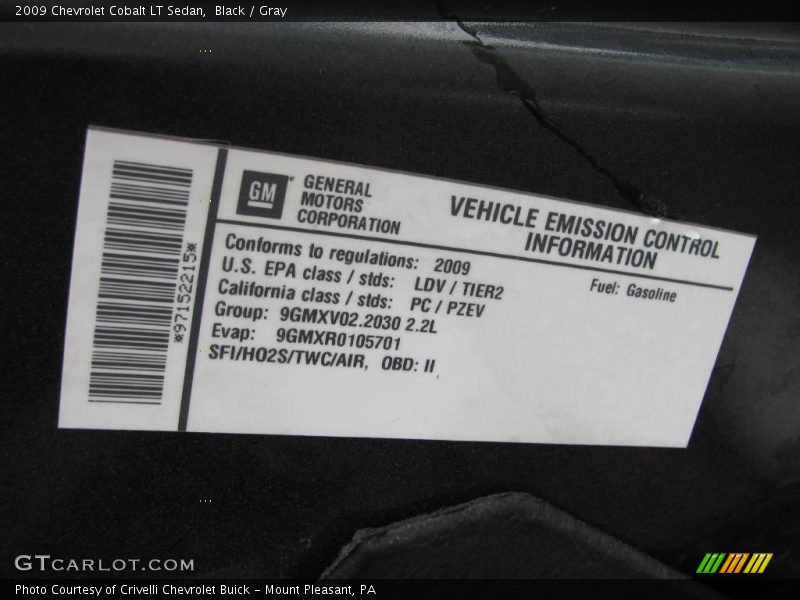 2009 Chevrolet Cobalt LT Sedan, Black / Gray
*97152215*
GM GENERAL
MOTORS
CORPORATION
VEHICLE EMISSION CONTROL
INFORMATION
Conforms to regulations: 2009
Fuel: Gasoline
U.S. EPA class / stds: LDV / TIER2
California class / stds: PC / PZEV
Group: 9GMXV02.2030 2.2L
Evap: 9GMXR0105701
SFI/HO2S/TWC/AIR, OBD: II
GTCARLOT.COM
Photo Courtesy of Crivelli Chevrolet Buick - Mount Pleasant, PA